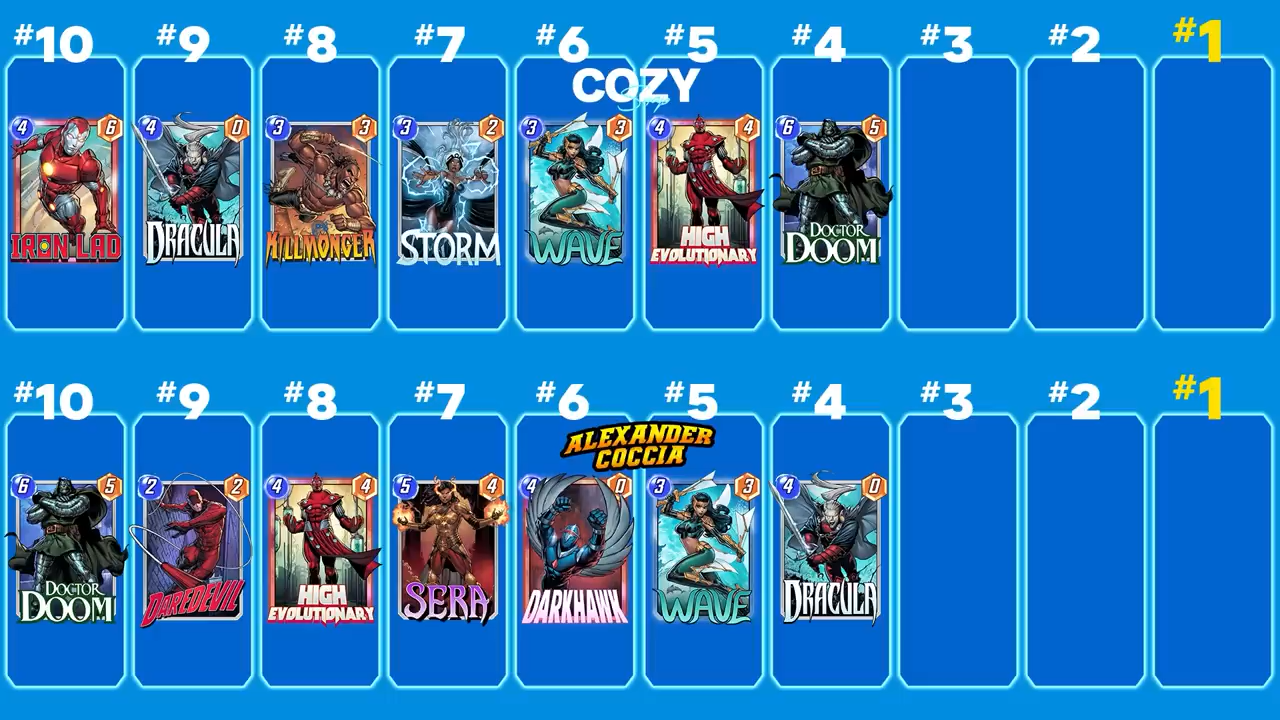 #10 #9 #8 #7 #6 #5 #4 #3 #2 #1
COZY
Snap
4 6 4 0 3 3 3 2 3 3 4 4 6 5
IRON LAD DRACULA KILLMONGER STORM WAVE HIGH EVOLUTIONARY DOCTOR DOOM
#10 #9 #8 #7 #6 #5 #4 #3 #2 #1
ALEXANDER
COCCIA
6 5 2 2 4 4 5 4 4 0 3 3 4 0
DOCTOR DOOM DAREDEVIL HIGH EVOLUTIONARY SERA DARKHAWK WAVE DRACULA